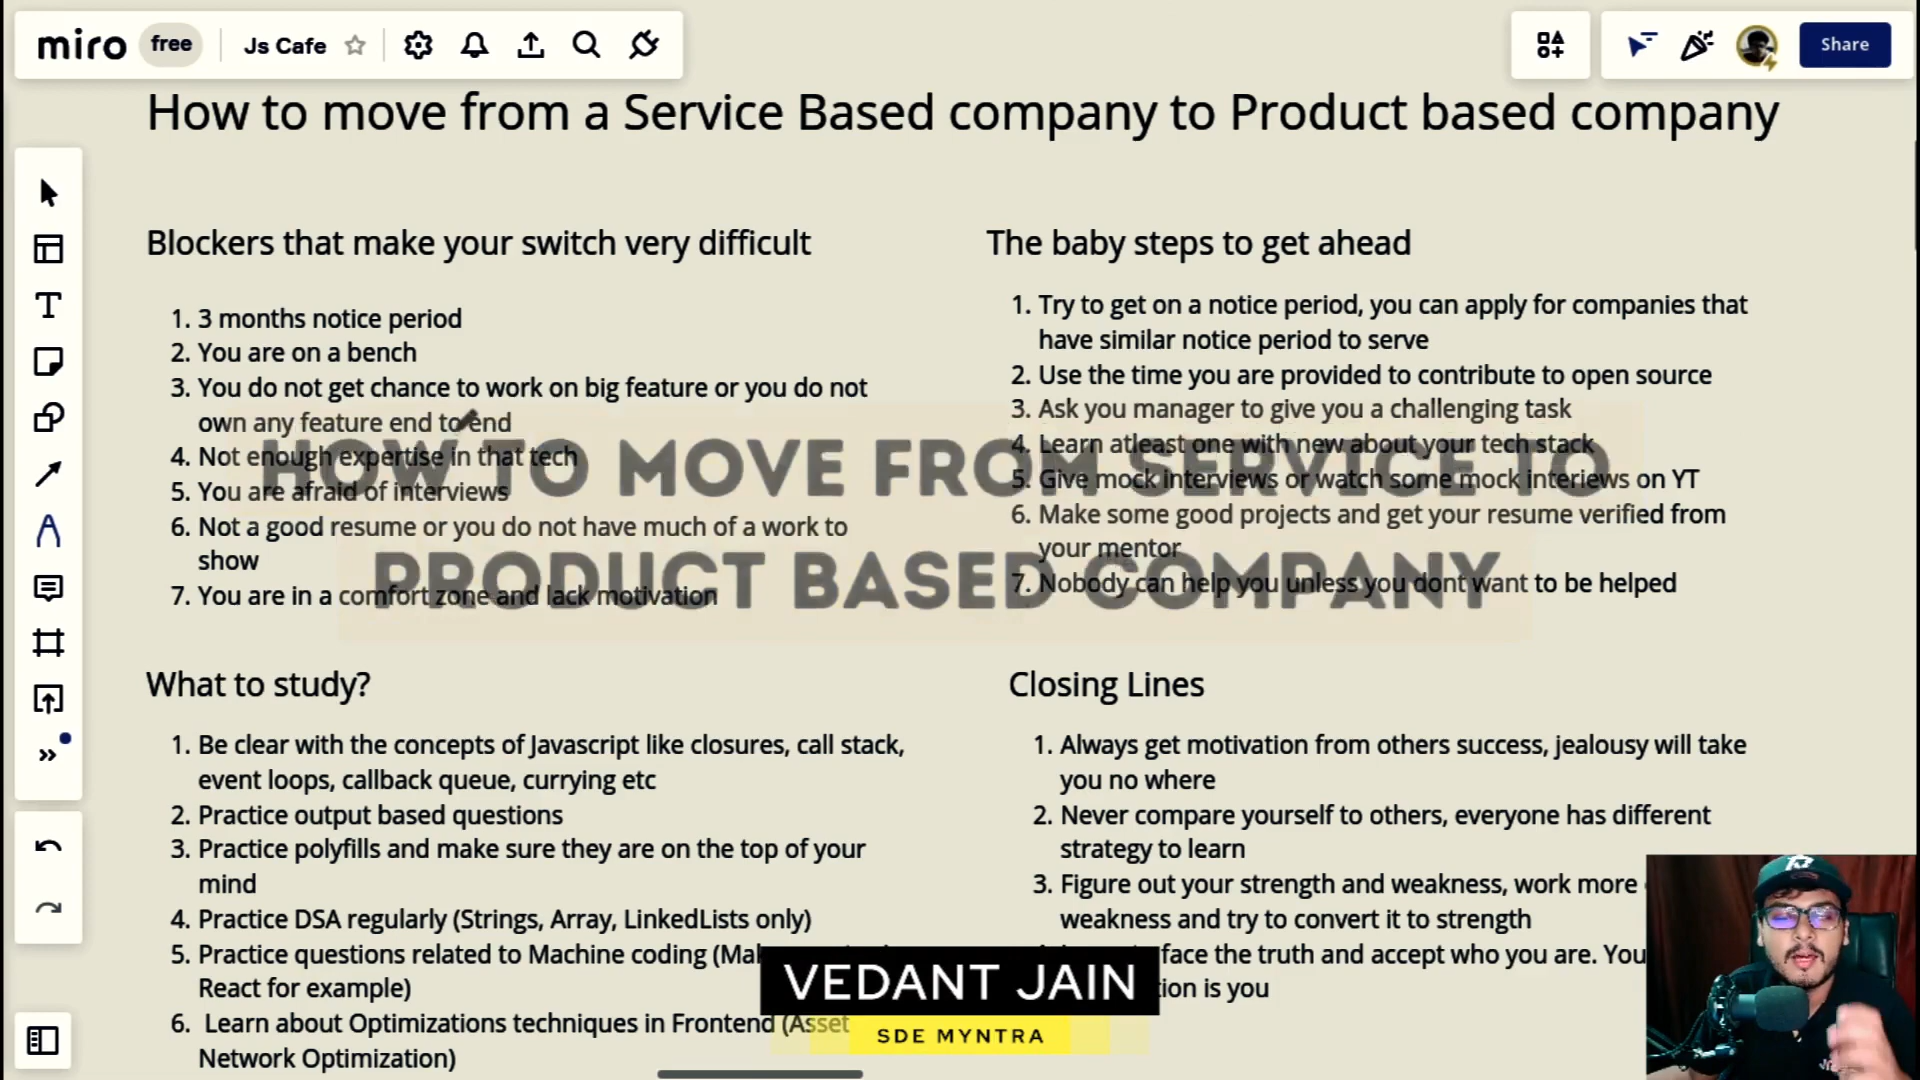 miro free Js Cafe Share
How to move from a Service Based company to Product based company
Blockers that make your switch very difficult
1. 3 months notice period
2. You are on a bench
3. You do not get chance to work on big feature or you do not
own any feature end to end
4. Not enough expertise in that tech
5. You are afraid of interviews
6. Not a good resume or you do not have much of a work to
show
7. You are in a comfort zone and lack motivation
The baby steps to get ahead
1. Try to get on a notice period, you can apply for companies that
have similar notice period to serve
2. Use the time you are provided to contribute to open source
3. Ask you manager to give you a challenging task
4. Learn atleast one with new about your tech stack
5. Give mock interviews or watch some mock interiews on YT
6. Make some good projects and get your resume verified from
your mentor
7. Nobody can help you unless you dont want to be helped
HOW TO MOVE FROM SERVICE TO
PRODUCT BASED COMPANY
What to study?
1. Be clear with the concepts of Javascript like closures, call stack,
event loops, callback queue, currying etc
2. Practice output based questions
3. Practice polyfills and make sure they are on the top of your
mind
4. Practice DSA regularly (Strings, Array, LinkedLists only)
5. Practice questions related to Machine coding
React for example)
6. Learn about Optimizations techniques in Frontend (Asset
Network Optimization)
Closing Lines
1. Always get motivation from others success, jealousy will take
you no where
2. Never compare yourself to others, everyone has different
strategy to learn
3. Figure out your strength and weakness, work more
weakness and try to convert it to strength
face the truth and accept who you are. You
is you
VEDANT JAIN
SDE MYNTRA